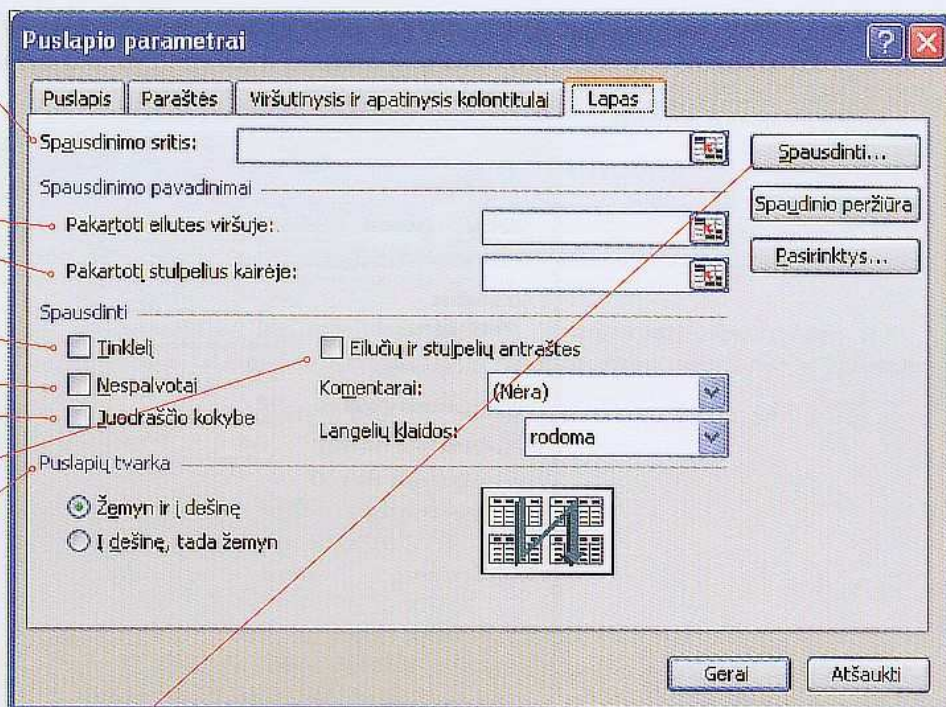 Puslapio parametrai
Puslapis Paraštės Viršutinysis ir apatinysis kolontitulai Lapas
Spausdinimo sritis:
Spausdinti...
Spausdinimo pavadinimai
Spaudinio peržiūra
Pakartoti eilutes viršuje:
Pakartoti stulpelius kairėje:
Pasirinktys...
Spausdinti
Tinklelį
Eilučių ir stulpelių antraštes
Nespalvotai
Komentarai: (Nėra)
Juodraščio kokybe
Langelių klaidos: rodoma
Puslapių tvarka
Žemyn ir į dešinę
Į dešinę, tada žemyn
Gerai Atšaukti